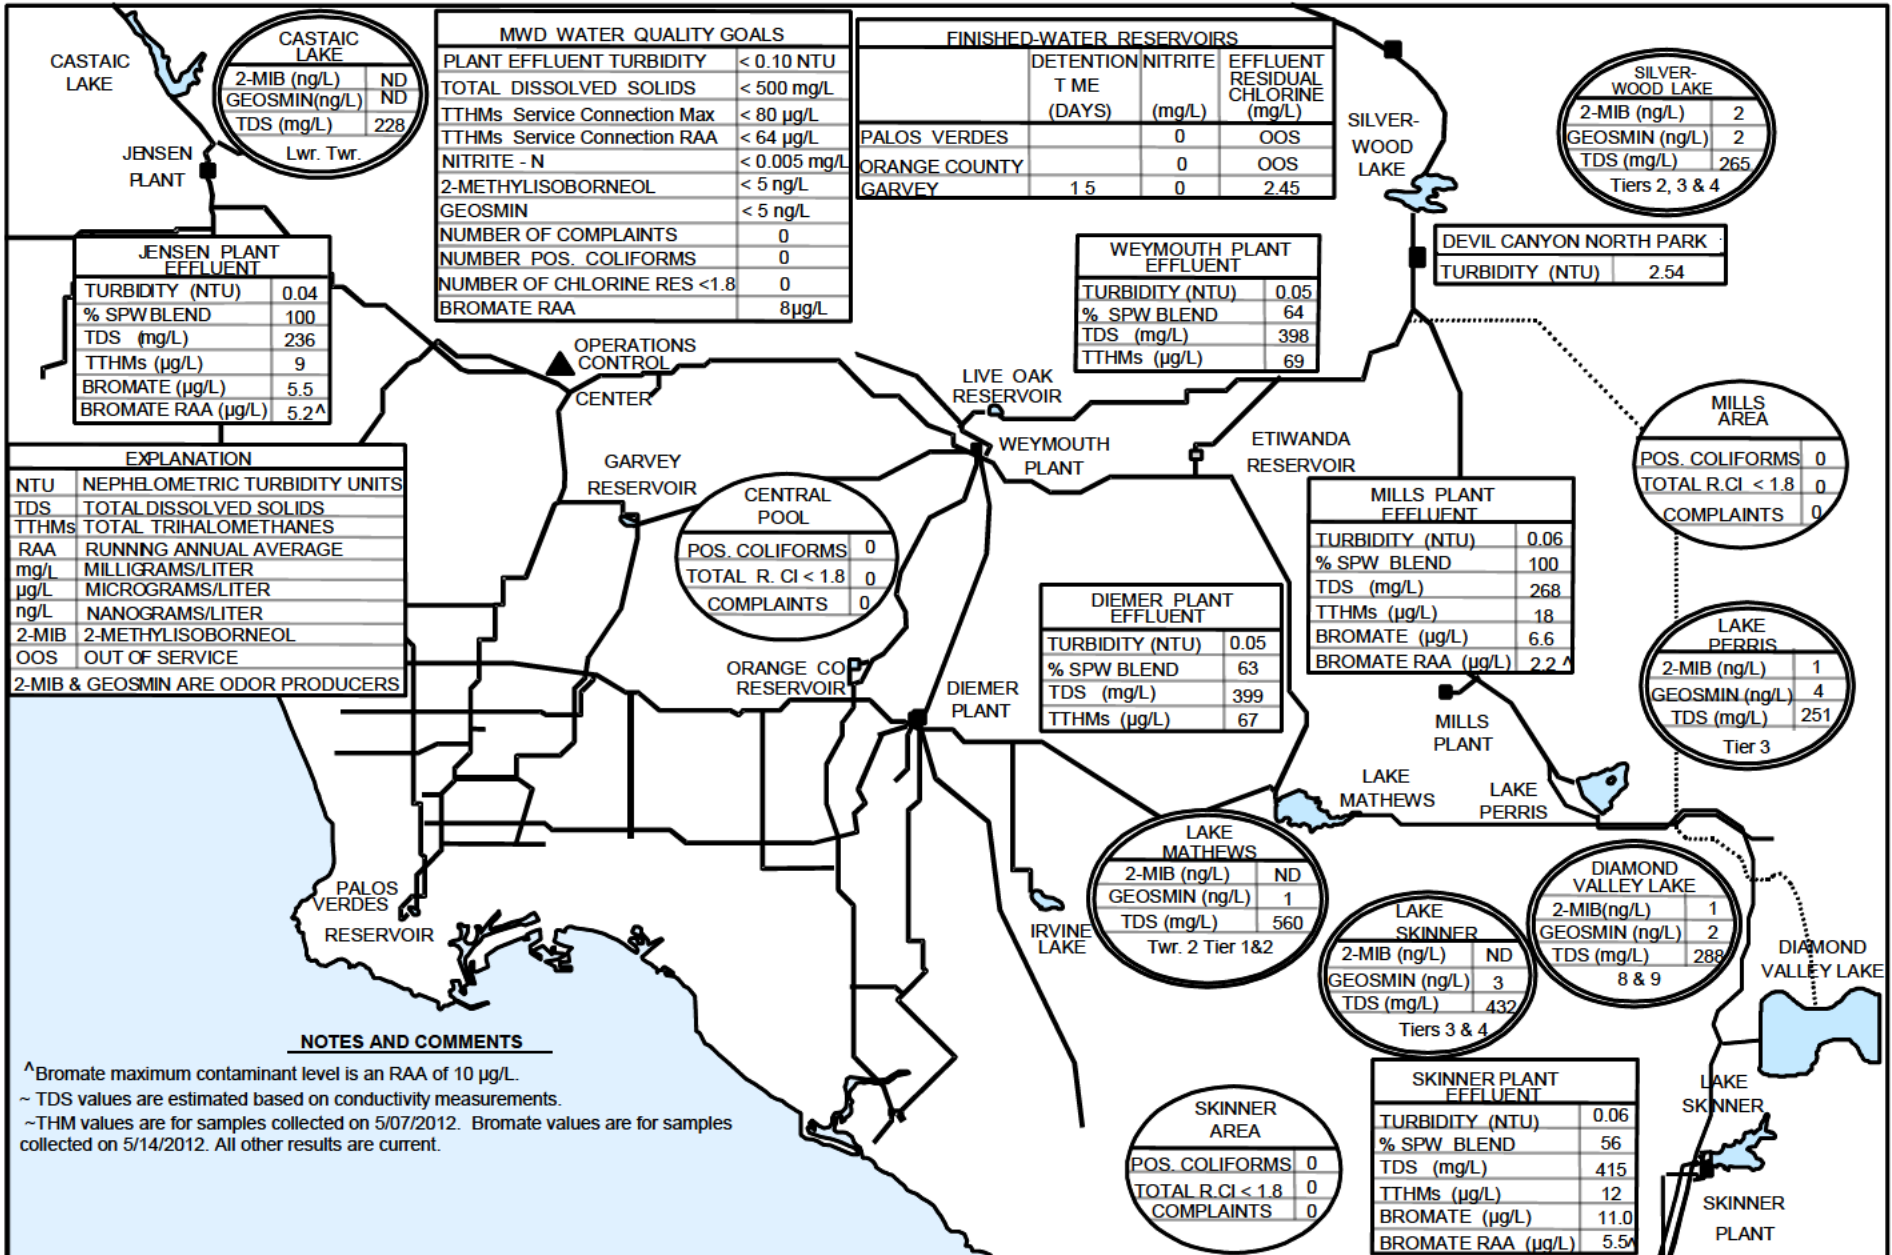 CASTAIC
LAKE
CASTAIC
LAKE
2-MIB (ng/L) ND
GEOSMIN(ng/L) ND
TDS (mg/L) 228
Lwr. Twr.
JENSEN
PLANT
MWD WATER QUALITY GOALS
PLANT EFFLUENT TURBIDITY < 0.10 NTU
TOTAL DISSOLVED SOLIDS < 500 mg/L
TTHMs Service Connection Max < 80 µg/L
TTHMs Service Connection RAA < 64 µg/L
NITRITE - N < 0.005 mg/L
2-METHYLISOBORNEOL < 5 ng/L
GEOSMIN < 5 ng/L
NUMBER OF COMPLAINTS 0
NUMBER POS. COLIFORMS 0
NUMBER OF CHLORINE RES <1.8 0
BROMATE RAA 8µg/L
FINISHED-WATER RESERVOIRS
DETENTION NITRITE EFFLUENT
RESIDUAL
T ME CHLORINE
(DAYS) (mg/L) (mg/L)
PALOS VERDES 0 OOS
ORANGE COUNTY 0 OOS
GARVEY 1 5 0 2.45
SILVER-
WOOD
LAKE
SILVER-
WOOD LAKE
2-MIB (ng/L) 2
GEOSMIN (ng/L) 2
TDS (mg/L) 265
Tiers 2, 3 & 4
DEVIL CANYON NORTH PARK
TURBIDITY (NTU) 2.54
JENSEN PLANT
EFFLUENT
TURBIDITY (NTU) 0.04
% SPW BLEND 100
TDS (mg/L) 236
TTHMs (µg/L) 9
BROMATE (µg/L) 5.5
BROMATE RAA (µg/L) 5.2^
WEYMOUTH PLANT
EFFLUENT
TURBIDITY (NTU) 0.05
% SPW BLEND 64
TDS (mg/L) 398
TTHMs (µg/L) 69
OPERATIONS
CONTROL
CENTER
LIVE OAK
RESERVOIR
WEYMOUTH
PLANT
ETIWANDA
RESERVOIR
MILLS
AREA
POS. COLIFORMS 0
TOTAL R.Cl < 1.8 0
COMPLAINTS 0
EXPLANATION
NTU NEPHELOMETRIC TURBIDITY UNITS
TDS TOTAL DISSOLVED SOLIDS
TTHMs TOTAL TRIHALOMETHANES
RAA RUNNING ANNUAL AVERAGE
mg/L MILLIGRAMS/LITER
µg/L MICROGRAMS/LITER
ng/L NANOGRAMS/LITER
2-MIB 2-METHYLISOBORNEOL
OOS OUT OF SERVICE
2-MIB & GEOSMIN ARE ODOR PRODUCERS
GARVEY
RESERVOIR
CENTRAL
POOL
POS. COLIFORMS 0
TOTAL R. Cl < 1.8 0
COMPLAINTS 0
MILLS PLANT
EFFLUENT
TURBIDITY (NTU) 0.06
% SPW BLEND 100
TDS (mg/L) 268
TTHMs (µg/L) 18
BROMATE (µg/L) 6.6
BROMATE RAA (µg/L) 2.2 ^
DIEMER PLANT
EFFLUENT
TURBIDITY (NTU) 0.05
% SPW BLEND 63
TDS (mg/L) 399
TTHMs (µg/L) 67
LAKE
PERRIS
2-MIB (ng/L) 1
GEOSMIN (ng/L) 4
TDS (mg/L) 251
Tier 3
ORANGE CO
RESERVOIR
DIEMER
PLANT
MILLS
PLANT
LAKE
MATHEWS
LAKE
PERRIS
LAKE
MATHEWS
2-MIB (ng/L) ND
GEOSMIN (ng/L) 1
TDS (mg/L) 560
Twr. 2 Tier 1&2
IRVINE
LAKE
LAKE
SKINNER
2-MIB (ng/L) ND
GEOSMIN (ng/L) 3
TDS (mg/L) 432
Tiers 3 & 4
DIAMOND
VALLEY LAKE
2-MIB(ng/L) 1
GEOSMIN (ng/L) 2
TDS (mg/L) 288
8 & 9
DIAMOND
VALLEY LAKE
PALOS
VERDES
RESERVOIR
NOTES AND COMMENTS
^Bromate maximum contaminant level is an RAA of 10 µg/L.
~ TDS values are estimated based on conductivity measurements.
~THM values are for samples collected on 5/07/2012. Bromate values are for samples
collected on 5/14/2012. All other results are current.
SKINNER
AREA
POS. COLIFORMS 0
TOTAL R.Cl < 1.8 0
COMPLAINTS 0
SKINNER PLANT
EFFLUENT
TURBIDITY (NTU) 0.06
% SPW BLEND 56
TDS (mg/L) 415
TTHMs (µg/L) 12
BROMATE (µg/L) 11.0
BROMATE RAA (µg/L) 5.5^
LAKE
SKINNER
SKINNER
PLANT